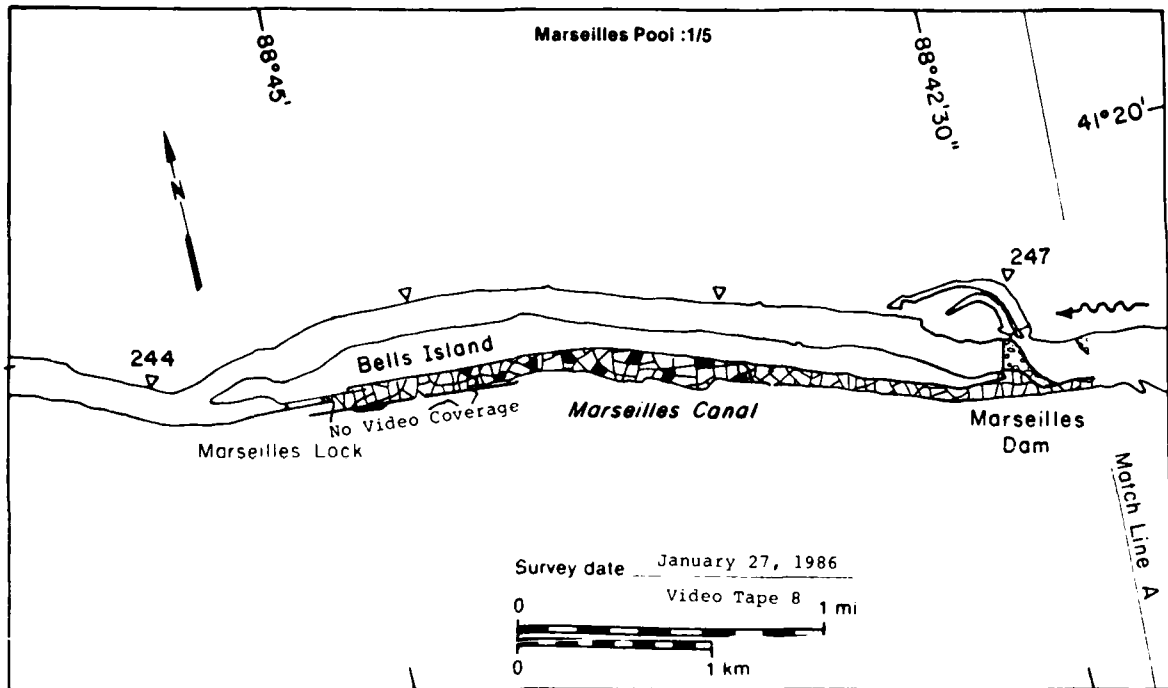 Marseilles Pool :1/5
88°45'
88°42'30"
41°20'
N
247
244
Bells Island
No Video Coverage
Marseilles Canal
Marseilles Lock
Marseilles
Dam
Match Line A
Survey date January 27, 1986
Video Tape 8
0 1 mi
0 1 km